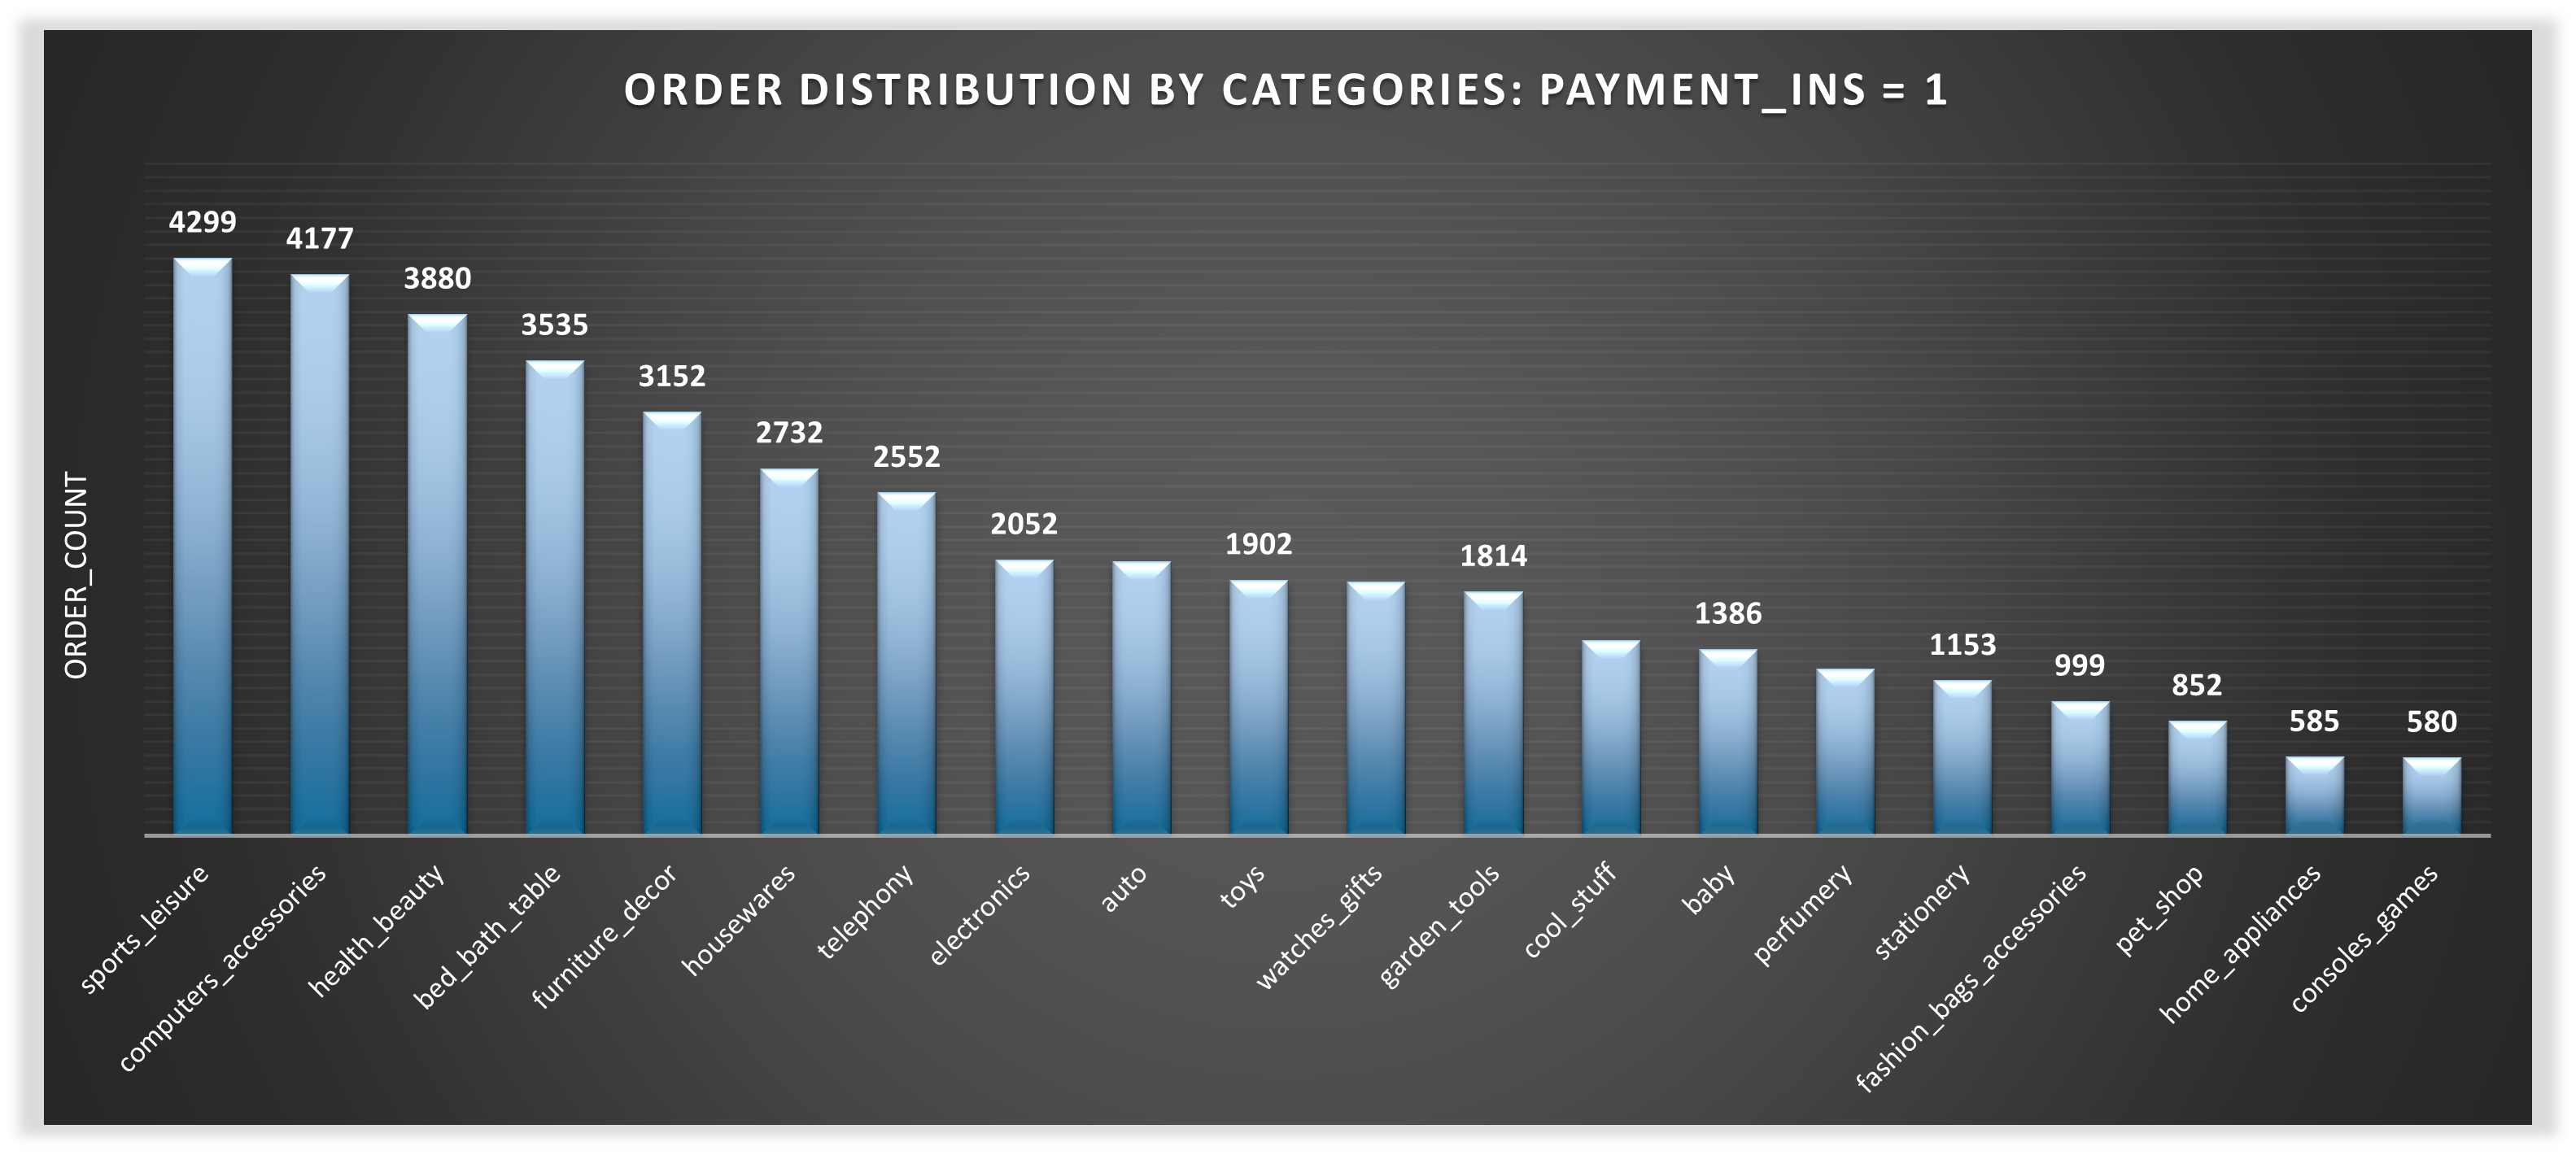 ORDER DISTRIBUTION BY CATEGORIES: PAYMENT_INS = 1
ORDER_COUNT
4299
4177
3880
3535
3152
2732
2552
2052
1902
1814
1386
1153
999
852
585
580
sports_leisure
computers_accessories
health_beauty
bed_bath_table
furniture_decor
housewares
telephony
electronics
auto
toys
watches_gifts
garden_tools
cool_stuff
baby
perfumery
stationery
fashion_bags_accessories
pet_shop
home_appliances
consoles_games